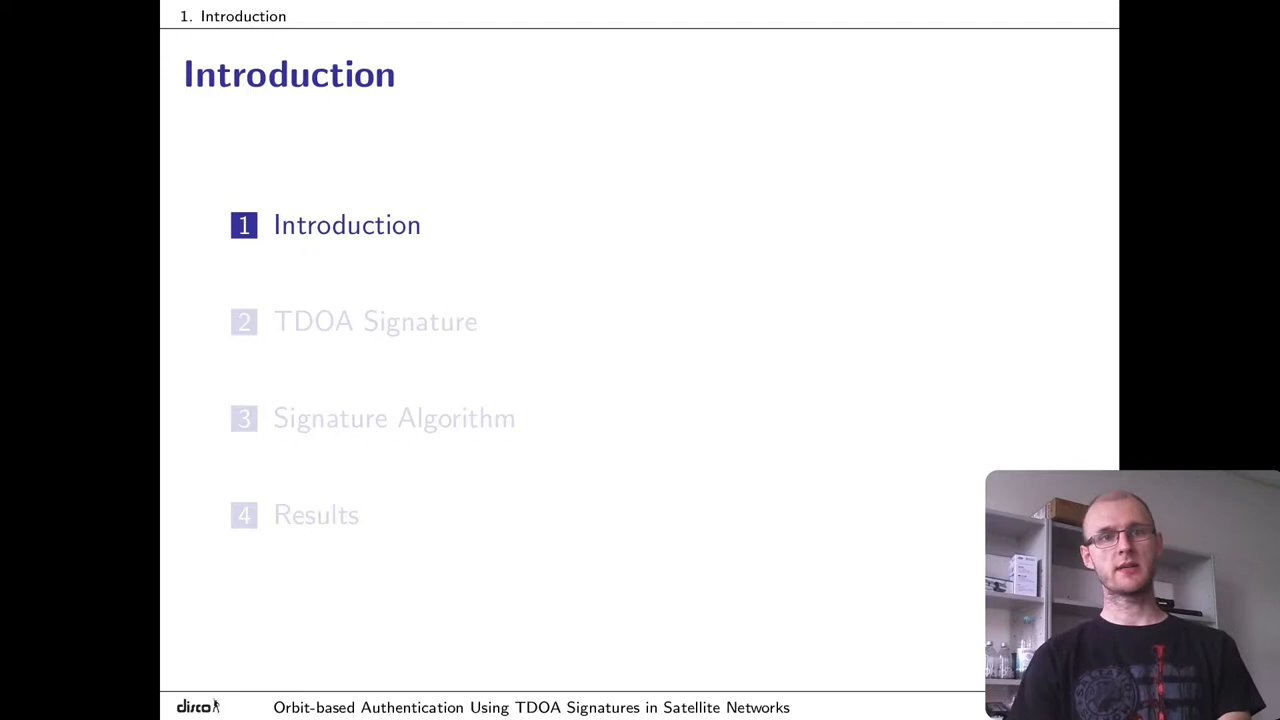 1. Introduction
Introduction
1 Introduction
2 TDOA Signature
3 Signature Algorithm
4 Results
disco
Orbit-based Authentication Using TDOA Signatures in Satellite Networks